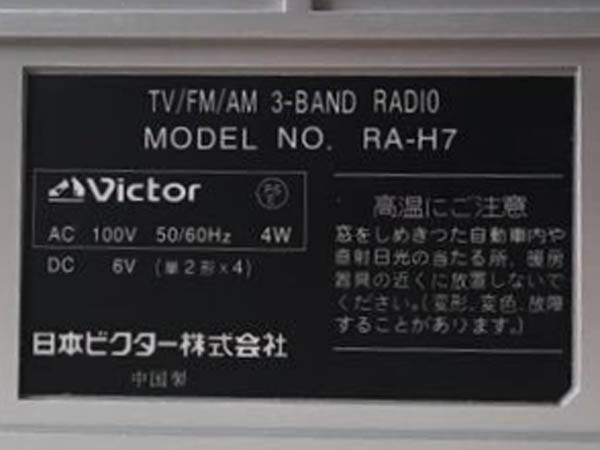 TV/FM/AM 3-BAND RADIO
MODEL NO. RA-H7
Victor
AC 100V 50/60Hz 4W
DC 6V (単2形×4)
日本ビクター株式会社
中国製
高温にご注意
窓をしめきつた自動車内や
直射日光の当たる所、暖房
器具の近くに放置しないで
ください。(変形、変色、故障
することがあります。)